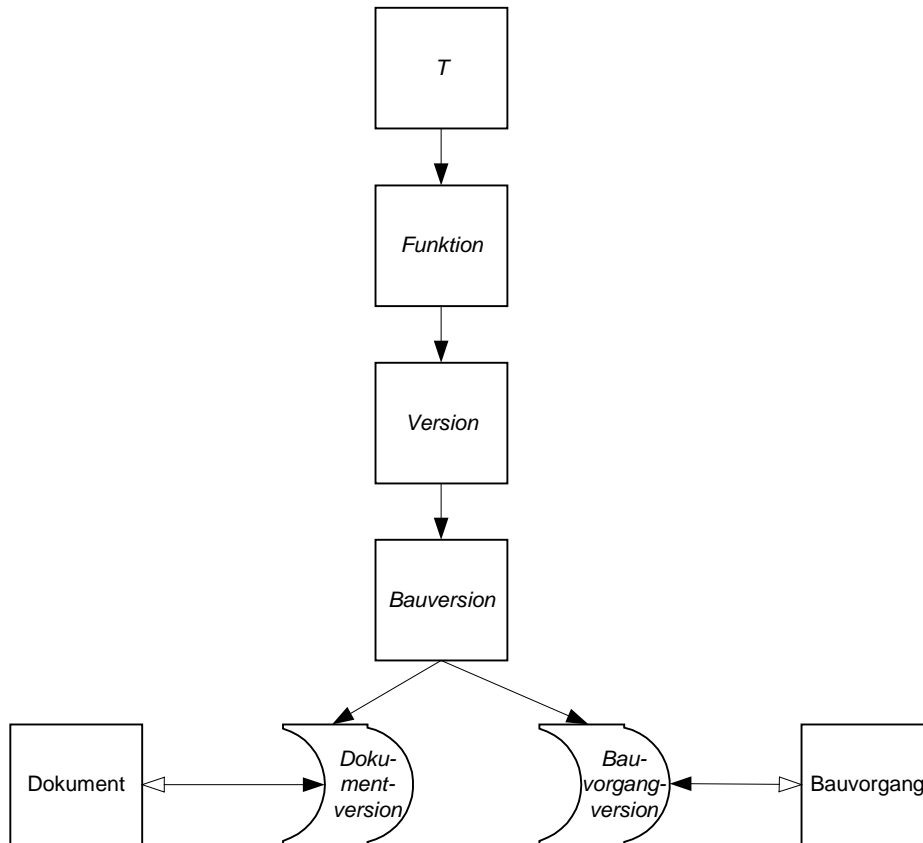 T
Funktion
Version
Bauversion
Dokument
Doku-
ment-
version
Bau-
vorgang-
version
Bauvorgang